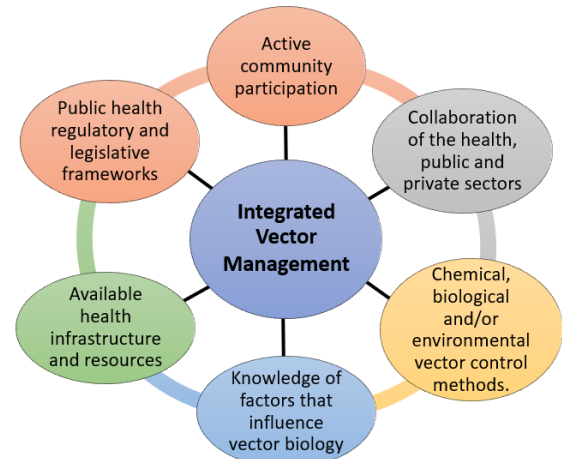 Active
community
participation
Collaboration
of the health,
public and
private sectors
Chemical,
biological
and/or
environmental
vector control
methods.
Knowledge of
factors that
influence
vector biology
Available
health
infrastructure
and resources
Public health
regulatory and
legislative
frameworks
Integrated
Vector
Management